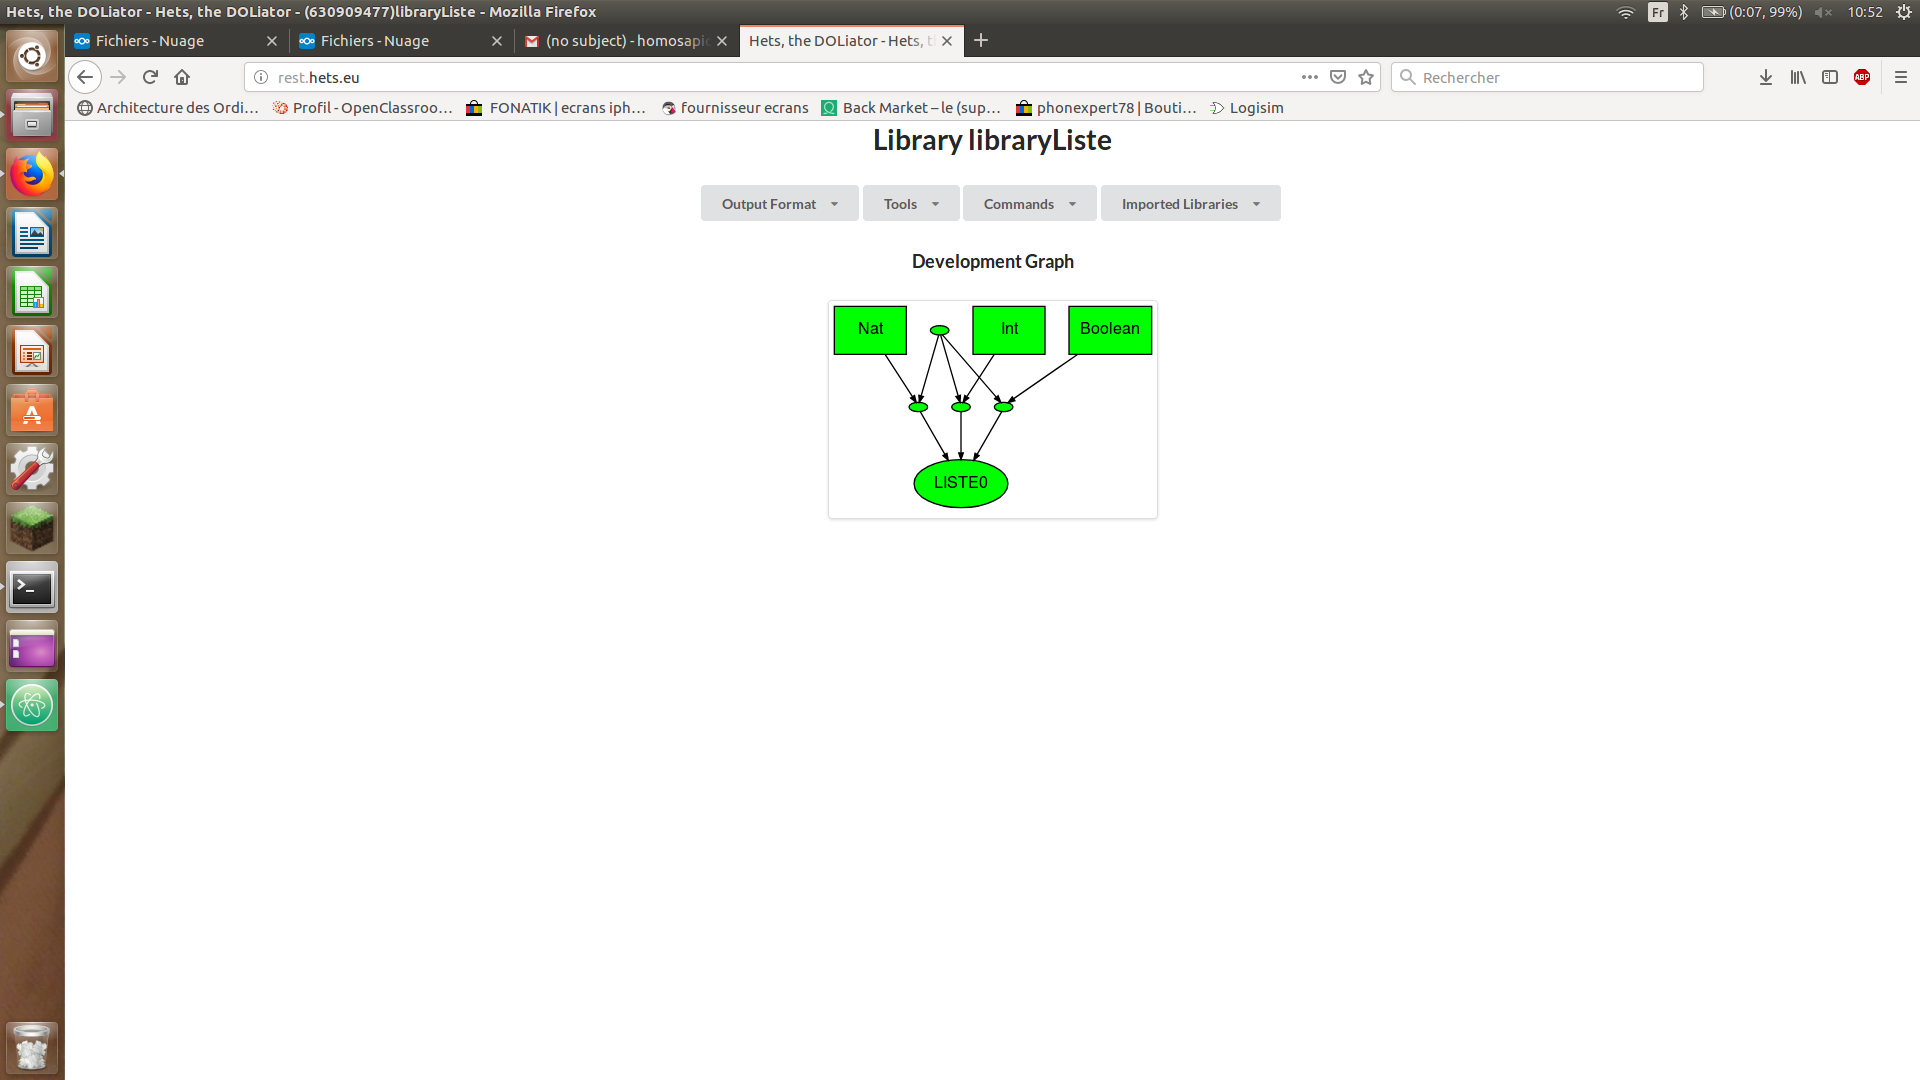 Hets, the DOLiator - Hets, the DOLiator - (630909477)libraryListe - Mozilla Firefox
Fr
(0:07, 99%)
10:52
Fichiers - Nuage
Fichiers - Nuage
(no subject) - homosapi
Hets, the DOLiator - Hets, t
rest.hets.eu
Rechercher
ABP
Architecture des Ordi…
Profil - OpenClassroo…
FONATIK | ecrans iph…
fournisseur ecrans
Back Market – le (sup…
phonexpert78 | Bouti…
Logisim
Library libraryListe
Output Format
Tools
Commands
Imported Libraries
Development Graph
Nat
Int
Boolean
LISTE0